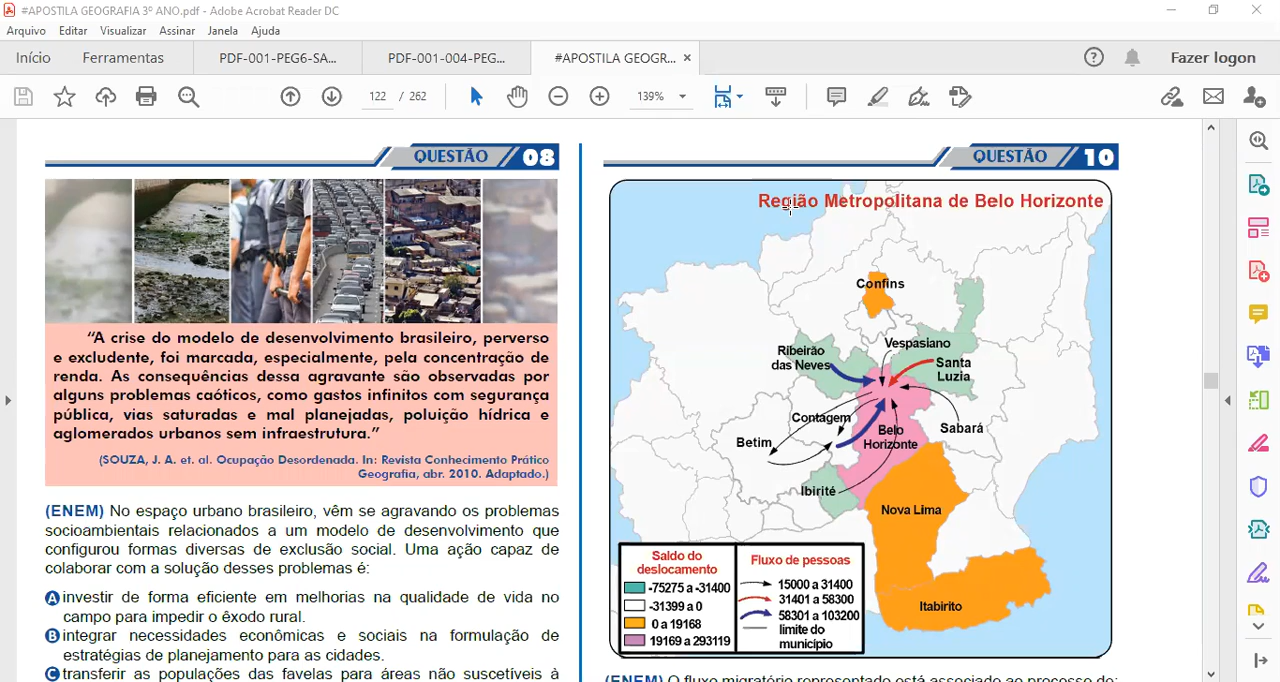 #APOSTILA GEOGRAFIA 3º ANO.pdf - Adobe Acrobat Reader DC
Arquivo Editar Visualizar Assinar Janela Ajuda
Início Ferramentas PDF-001-PEG6-SA... PDF-001-004-PEG... #APOSTILA GEOGR... × Fazer logon
122 / 262 139%
QUESTÃO 08
"A crise do modelo de desenvolvimento brasileiro, perverso
e excludente, foi marcada, especialmente, pela concentração de
renda. As consequências dessa agravante são observadas por
alguns problemas caóticos, como gastos infinitos com segurança
pública, vias saturadas e mal planejadas, poluição hídrica e
aglomerados urbanos sem infraestrutura."
(SOUZA, J. A. et. al. Ocupação Desordenada. In: Revista Conhecimento Prático
Geografia, abr. 2010. Adaptado.)
(ENEM) No espaço urbano brasileiro, vêm se agravando os problemas
socioambientais relacionados a um modelo de desenvolvimento que
configurou formas diversas de exclusão social. Uma ação capaz de
colaborar com a solução desses problemas é:
A investir de forma eficiente em melhorias na qualidade de vida no
campo para impedir o êxodo rural.
B integrar necessidades econômicas e sociais na formulação de
estratégias de planejamento para as cidades.
C transferir as populações das favelas para áreas não suscetíveis à
QUESTÃO 10
Região Metropolitana de Belo Horizonte
Confins
Vespasiano
Ribeirão
das Neves
Santa
Luzia
Contagem
Sabará
Belo
Horizonte
Betim
Ibirité
Nova Lima
Itabirito
Saldo do
deslocamento
-75275 a -31400
-31399 a 0
0 a 19168
19169 a 293119
Fluxo de pessoas
15000 a 31400
31401 a 58300
58301 a 103200
limite do
município
(ENEM) O fluxo migratório representado está associado ao processo de: